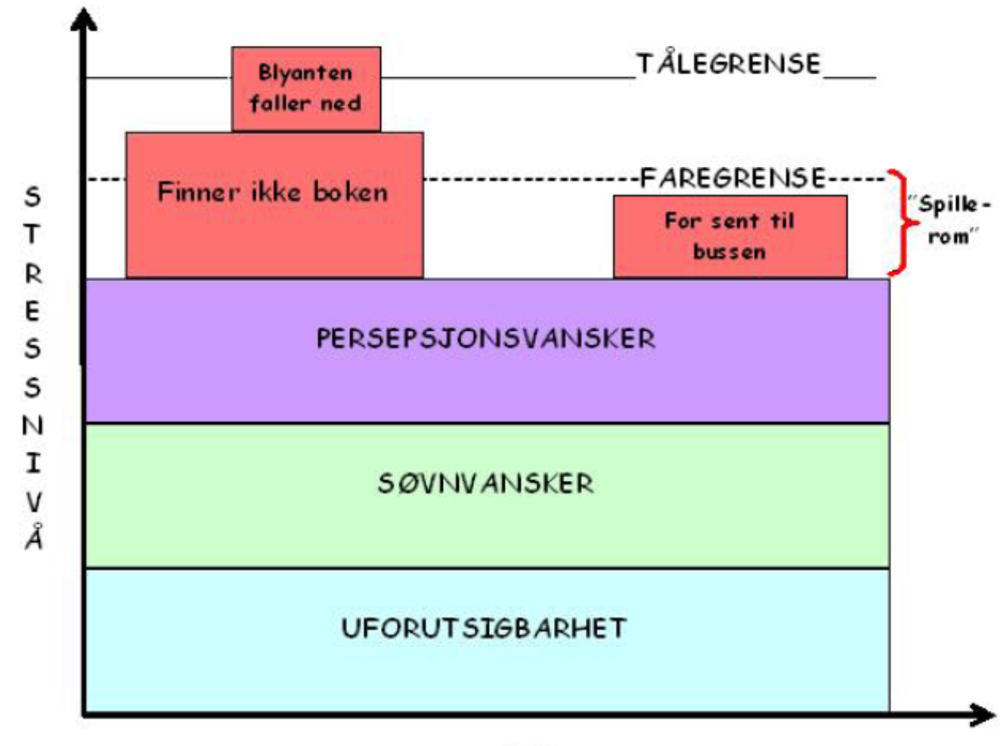 Blyanten
faller ned
TÅLEGRENSE
Finner ikke boken
FAREGRENSE
For sent til
bussen
"Spille-
rom"
STRESSNIVÅ
PERSEPSJONSVANSKER
SØVNVANSKER
UFORUTSIGBARHET